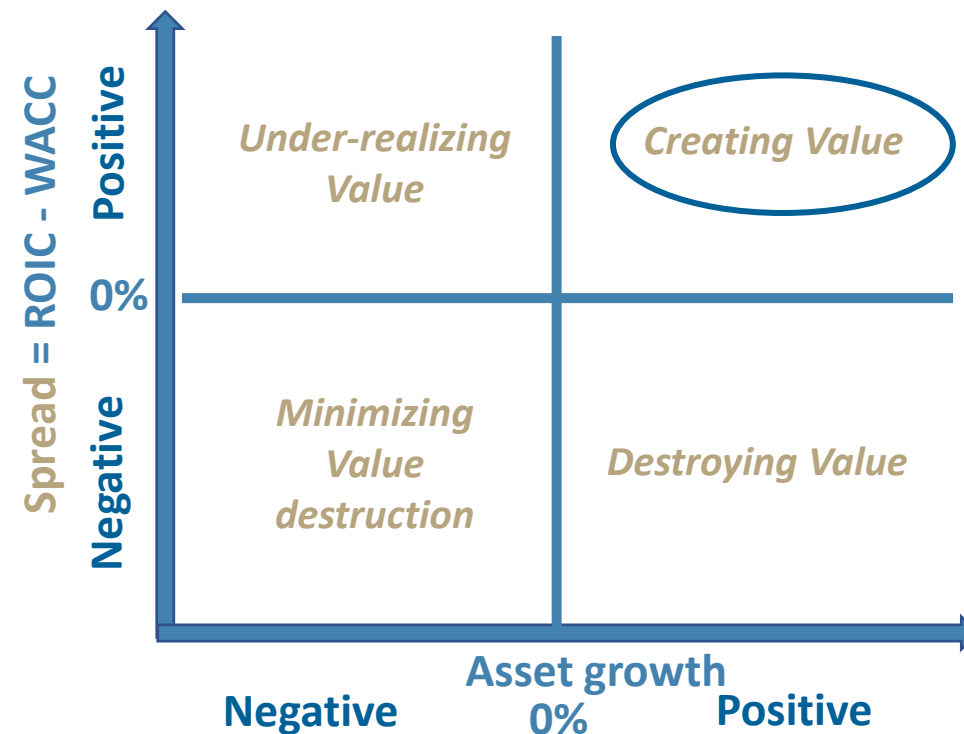 Spread = ROIC - WACC
Positive
Under-realizing
Value
Creating Value
0%
Negative
Minimizing
Value
destruction
Destroying Value
Asset growth
Negative
0%
Positive